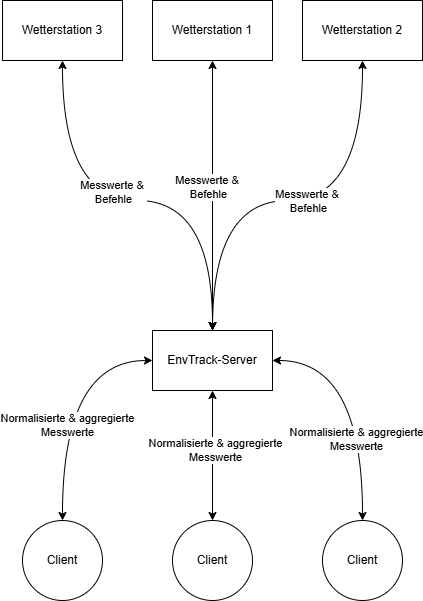 Wetterstation 3
Wetterstation 1
Wetterstation 2
Messwerte &
Befehle
Messwerte &
Befehle
Messwerte &
Befehle
EnvTrack-Server
Normalisierte & aggregierte
Messwerte
Normalisierte & aggregierte
Messwerte
Normalisierte & aggregierte
Messwerte
Client
Client
Client